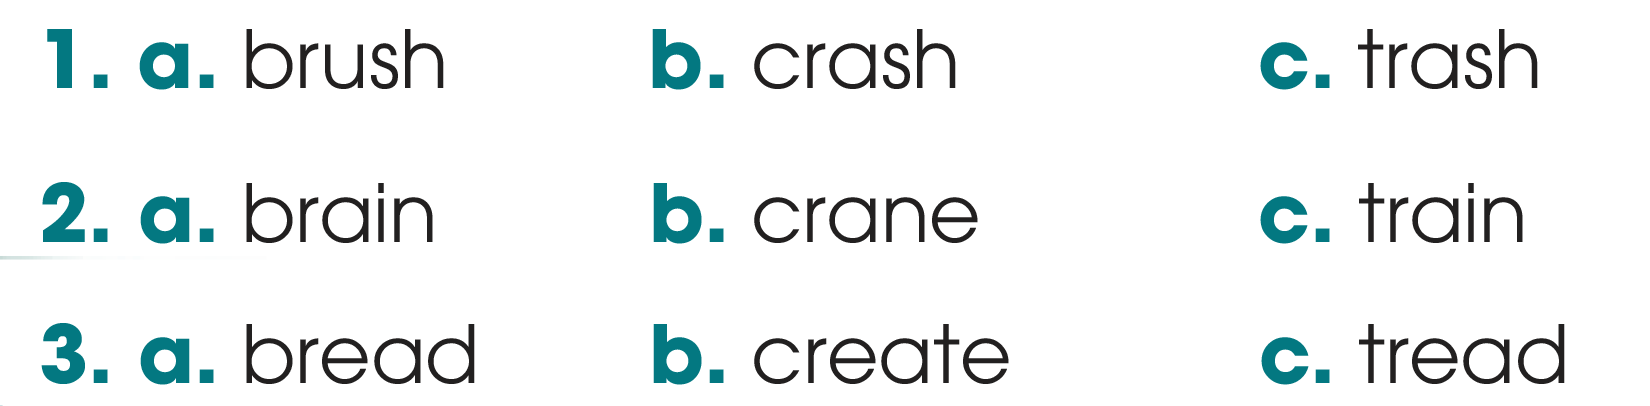 1. a. brush b. crash c. trash
2. a. brain b. crane c. train
3. a. bread b. create c. tread